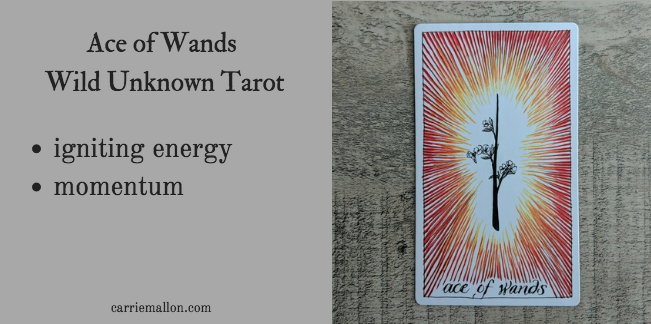 Ace of Wands
Wild Unknown Tarot
• igniting energy
• momentum
carriemallon.com
ace of wands